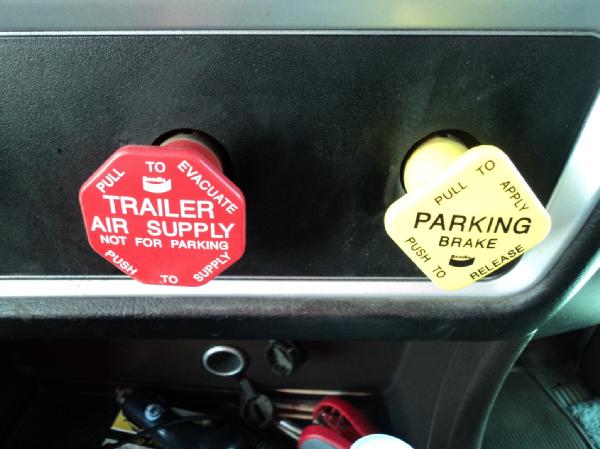 PULL TO EVACUATE
TRAILER
AIR SUPPLY
NOT FOR PARKING
PUSH TO SUPPLY
PULL TO APPLY
PARKING
BRAKE
PUSH TO RELEASE